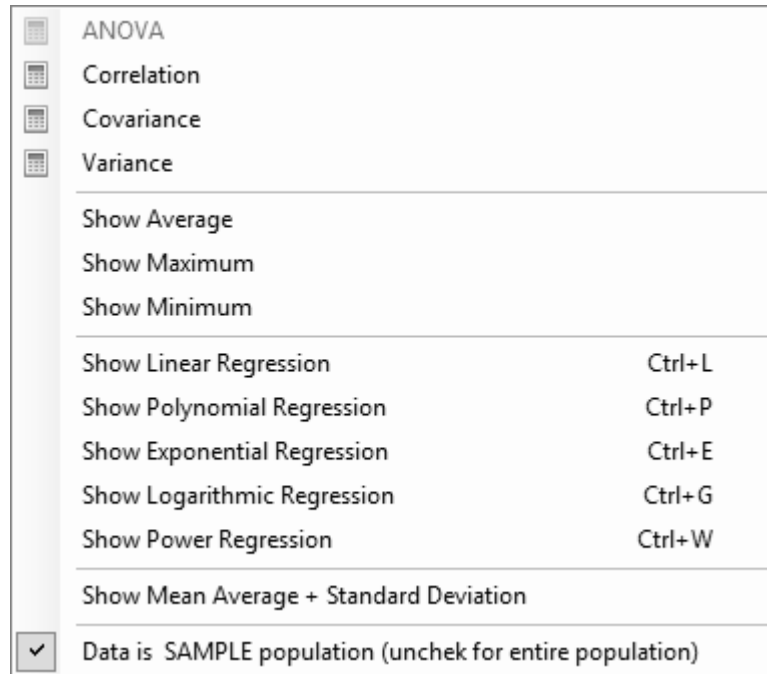 ANOVA
Correlation
Covariance
Variance
Show Average
Show Maximum
Show Minimum
Show Linear Regression Ctrl+L
Show Polynomial Regression Ctrl+P
Show Exponential Regression Ctrl+E
Show Logarithmic Regression Ctrl+G
Show Power Regression Ctrl+W
Show Mean Average + Standard Deviation
Data is  SAMPLE population (unchek for entire population)